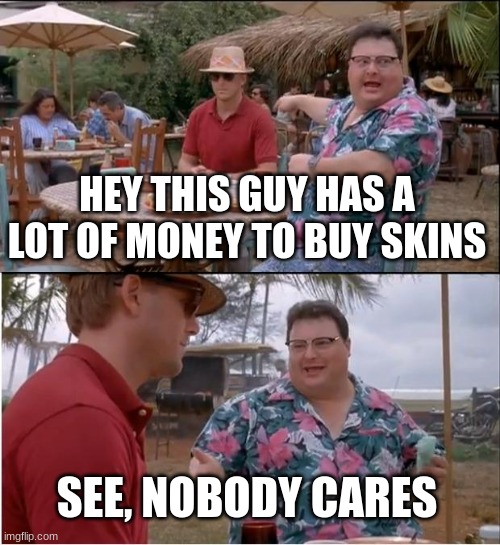 HEY THIS GUY HAS A
LOT OF MONEY TO BUY SKINS
SEE, NOBODY CARES
imgflip.com